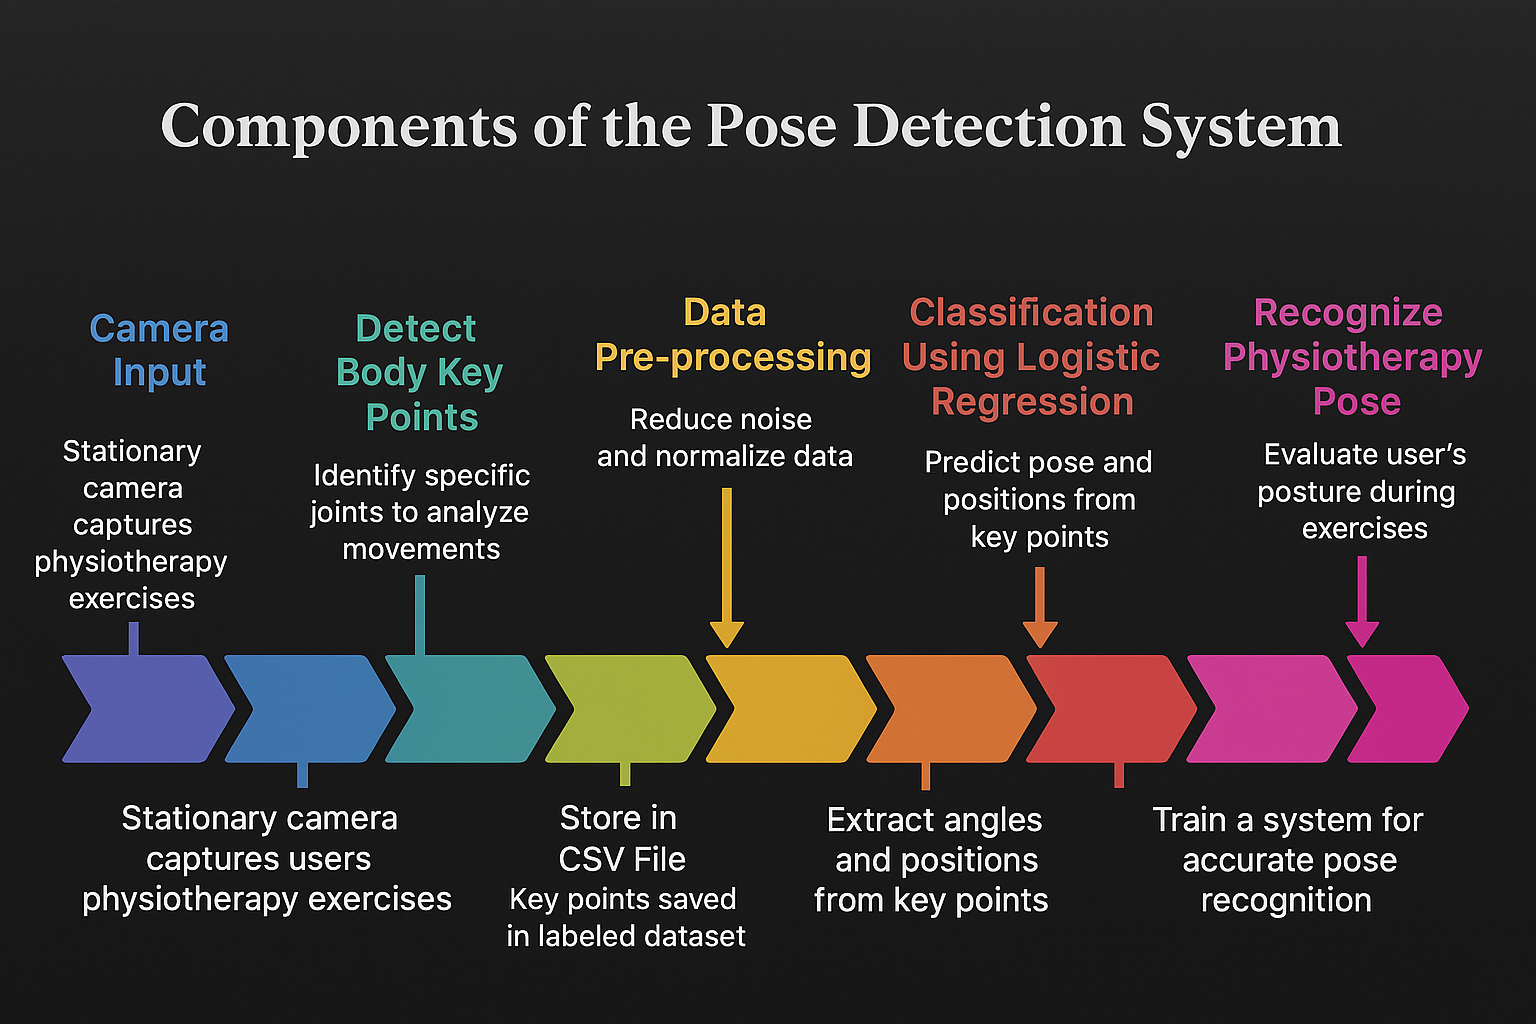 Components of the Pose Detection System
Camera
Input
Stationary
camera
captures
physiotherapy
exercises
Detect
Body Key
Points
Identify specific
joints to analyze
movements
Data
Pre-processing
Reduce noise
and normalize data
Classification
Using Logistic
Regression
Predict pose and
positions from
key points
Recognize
Physiotherapy
Pose
Evaluate user’s
posture during
exercises
Stationary camera
captures users
physiotherapy exercises
Store in
CSV File
Key points saved
in labeled dataset
Extract angles
and positions
from key points
Train a system for
accurate pose
recognition